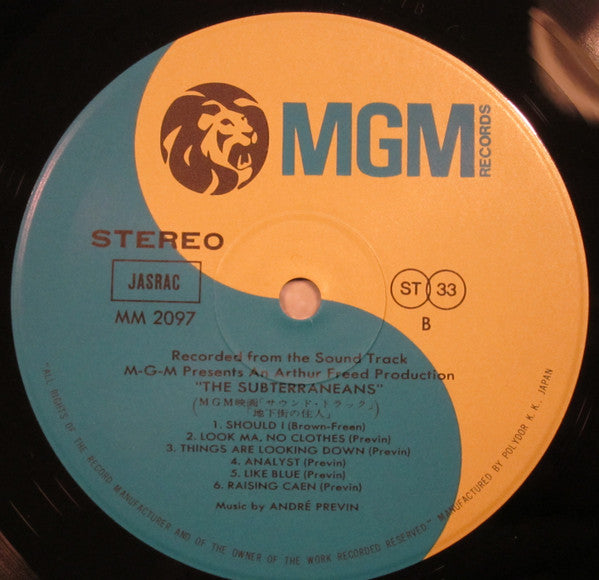 MGM
RECORDS
STEREO
JASRAC
MM 2097
ST 33
B
Recorded from the Sound Track
M-G-M Presents An Arthur Freed Production
"THE SUBTERRANEANS"
(MGM映画「サウンド・トラック」
地下街の住人)
1. SHOULD I (Brown-Freen)
2. LOOK MA, NO CLOTHES (Previn)
3. THINGS ARE LOOKING DOWN (Previn)
4. ANALYST (Previn)
5. LIKE BLUE (Previn)
6. RAISING CAEN (Previn)
Music by ANDRÉ PREVIN
"ALL RIGHTS OF THE RECORD MANUFACTURER AND OF THE OWNER OF THE WORK RECORDED RESERVED." MANUFACTURED BY POLYDOR K. K., JAPAN